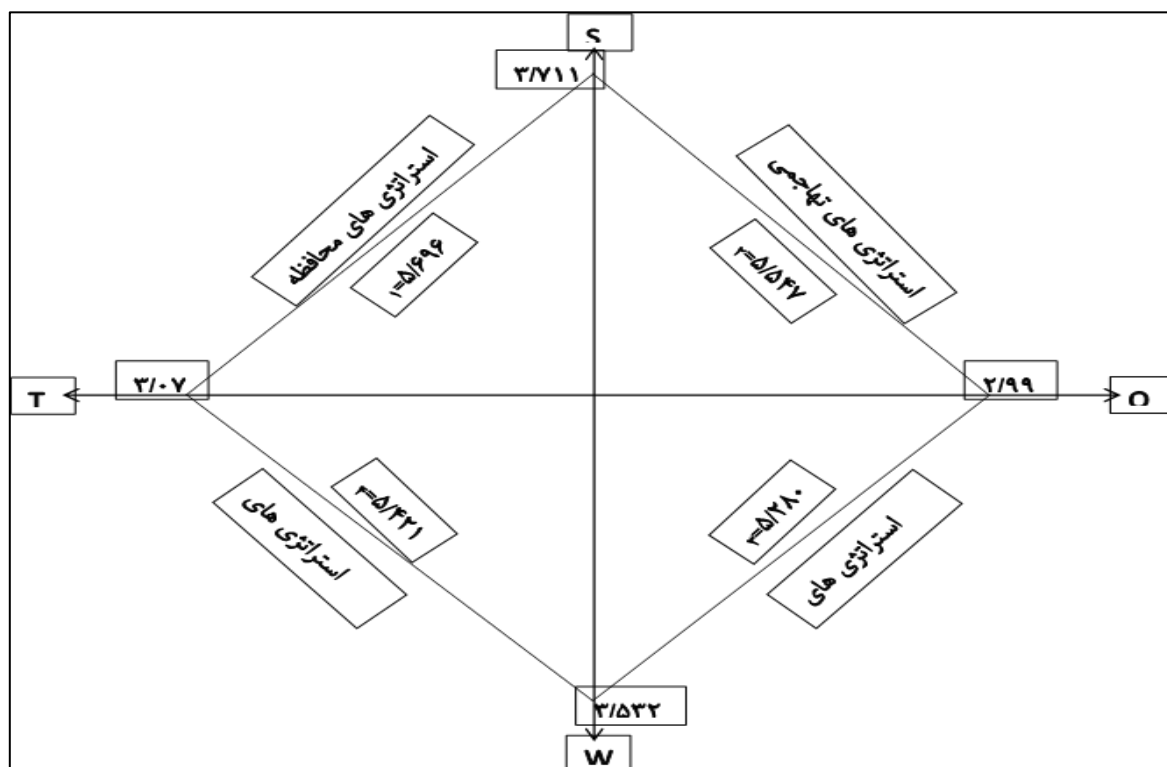 S
۳/۷۱۱
استراتژی های محافظه
استراتژی های تهاجمی
۱=۵/۶۹۶
۲=۵/۵۴۷
T
۳/۰۷
۲/۹۹
O
استراتژی های
۳=۵/۴۲۱
۴=۵/۲۸۰
استراتژی های
۳/۵۳۲
W